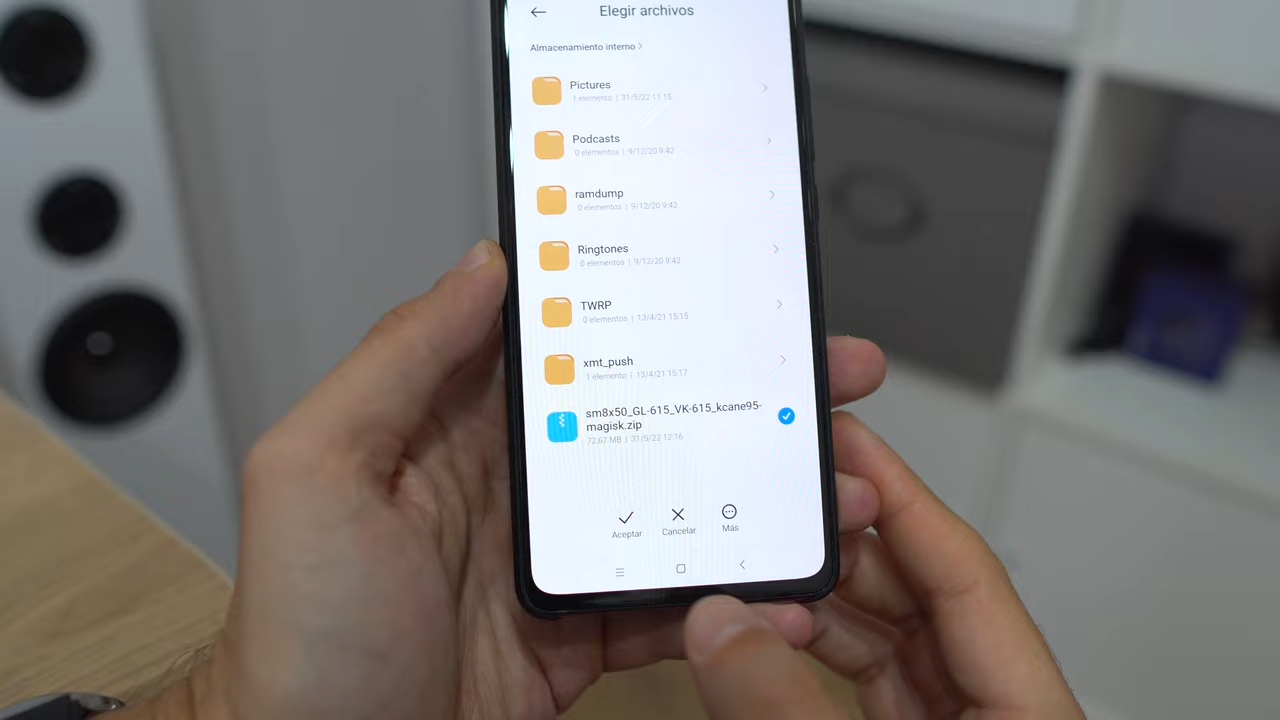 Elegir archivos
Almacenamiento interno >
Pictures
1 elemento | 31/5/22 11:15
Podcasts
0 elementos | 9/12/20 9:42
ramdump
0 elementos | 9/12/20 9:42
Ringtones
0 elementos | 9/12/20 9:42
TWRP
0 elementos | 13/4/21 15:15
xmt_push
1 elemento | 13/4/21 15:17
sm8x50_GL-615_VK-615_kcane95-
magisk.zip
72,67 MB | 31/5/22 12:16
Aceptar Cancelar Más